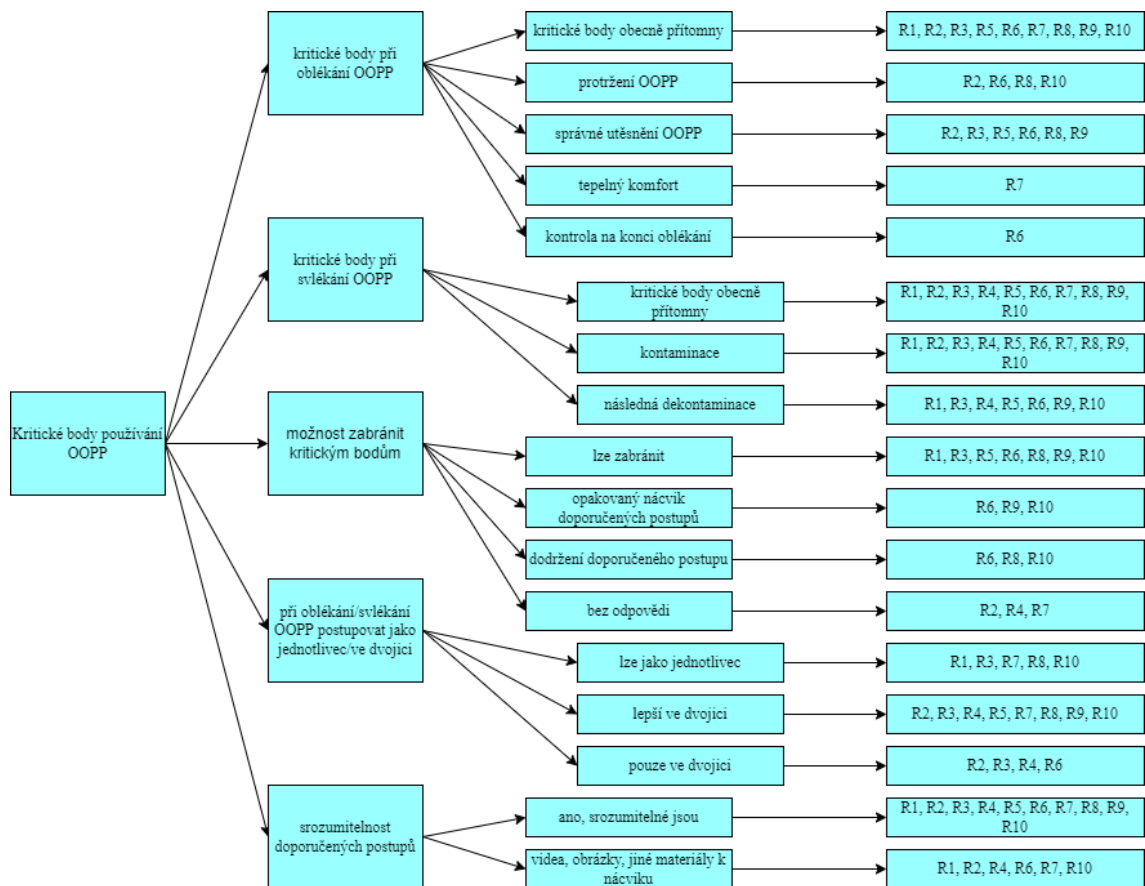 kritické body při
oblékání OOPP
kritické body obecně přítomny
R1, R2, R3, R5, R6, R7, R8, R9, R10
protržení OOPP
R2, R6, R8, R10
správné utěsnění OOPP
R2, R3, R5, R6, R8, R9
tepelný komfort
R7
kontrola na konci oblékání
R6
kritické body při
svlékání OOPP
kritické body obecně
přítomny
R1, R2, R3, R4, R5, R6, R7, R8, R9,
R10
kontaminace
R1, R2, R3, R4, R5, R6, R7, R8, R9,
R10
následná dekontaminace
R1, R3, R4, R5, R6, R9, R10
Kritické body používání
OOPP
možnost zabránit
kritickým bodům
lze zabránit
R1, R3, R5, R6, R8, R9, R10
opakovaný nácvik
doporučených postupů
R6, R9, R10
dodržení doporučeného postupu
R6, R8, R10
bez odpovědi
R2, R4, R7
při oblékání/svlékání
OOPP postupovat jako
jednotlivec/ve dvojici
lze jako jednotlivec
R1, R3, R7, R8, R10
lepší ve dvojici
R2, R3, R4, R5, R7, R8, R9, R10
pouze ve dvojici
R2, R3, R4, R6
srozumitelnost
doporučených postupů
ano, srozumitelné jsou
R1, R2, R3, R4, R5, R6, R7, R8, R9,
R10
videa, obrázky, jiné materiály k
nácviku
R1, R2, R4, R6, R7, R10